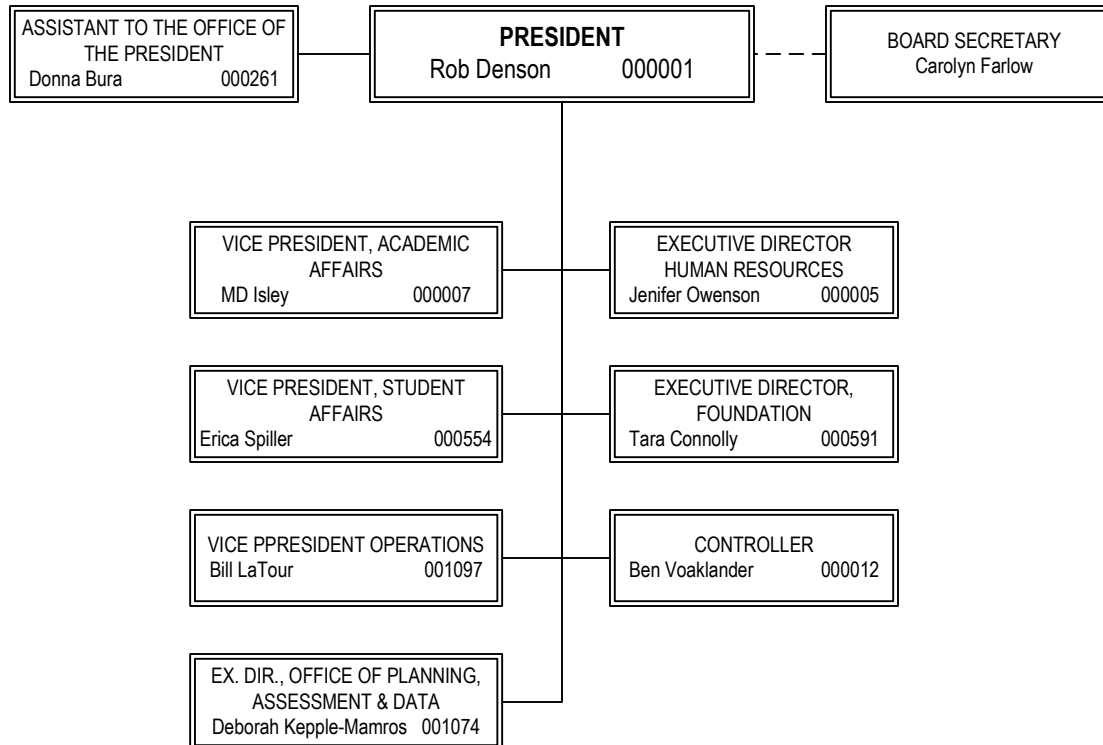 ASSISTANT TO THE OFFICE OF
THE PRESIDENT
Donna Bura 000261
PRESIDENT
Rob Denson 000001
BOARD SECRETARY
Carolyn Farlow
VICE PRESIDENT, ACADEMIC
AFFAIRS
MD Isley 000007
EXECUTIVE DIRECTOR
HUMAN RESOURCES
Jenifer Owenson 000005
VICE PRESIDENT, STUDENT
AFFAIRS
Erica Spiller 000554
EXECUTIVE DIRECTOR,
FOUNDATION
Tara Connolly 000591
VICE PPRESIDENT OPERATIONS
Bill LaTour 001097
CONTROLLER
Ben Voaklander 000012
EX. DIR., OFFICE OF PLANNING,
ASSESSMENT & DATA
Deborah Kepple-Mamros 001074